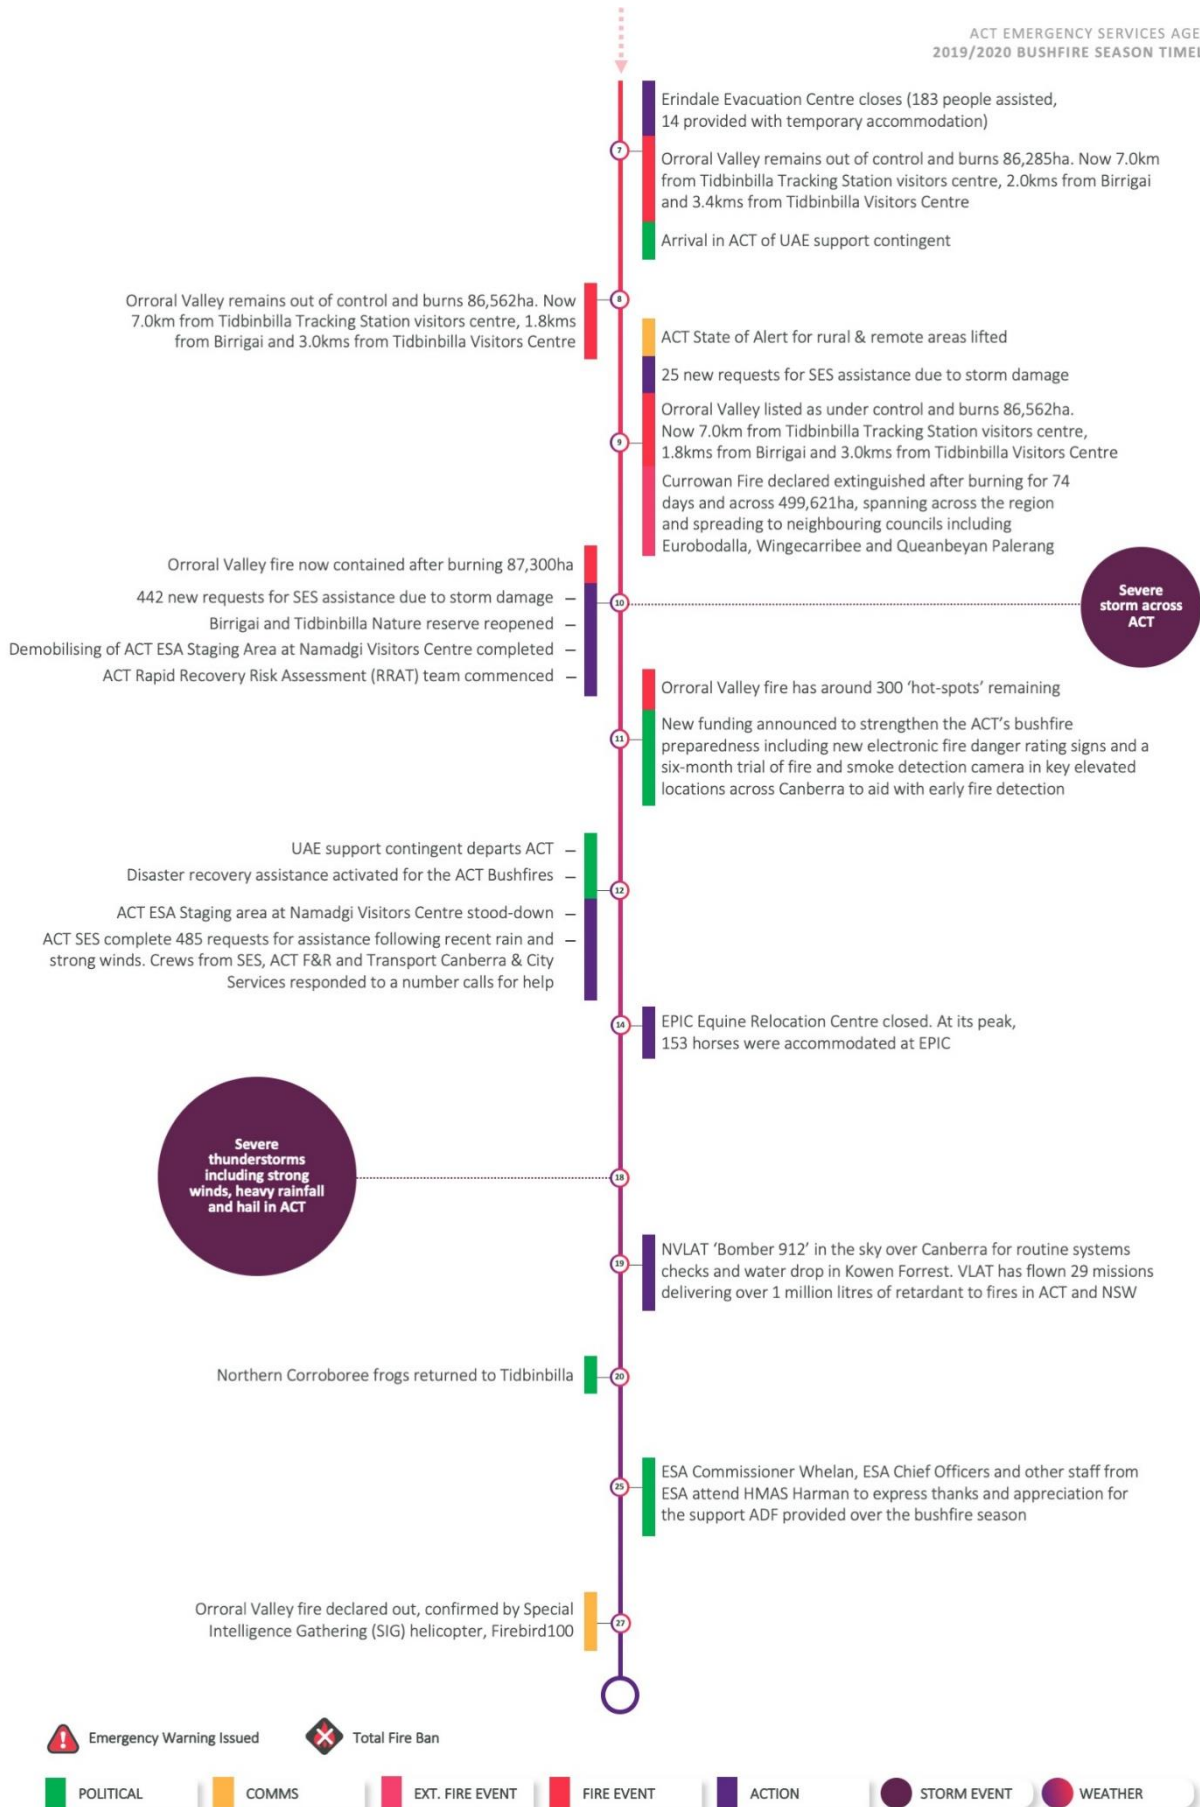 ACT EMERGENCY SERVICES AGE
2019/2020 BUSHFIRE SEASON TIMEL
Erindale Evacuation Centre closes (183 people assisted,
14 provided with temporary accommodation)
7
Orroral Valley remains out of control and burns 86,285ha. Now 7.0km
from Tidbinbilla Tracking Station visitors centre, 2.0kms from Birrigai
and 3.4kms from Tidbinbilla Visitors Centre
Arrival in ACT of UAE support contingent
8
Orroral Valley remains out of control and burns 86,562ha. Now
7.0km from Tidbinbilla Tracking Station visitors centre, 1.8kms
from Birrigai and 3.0kms from Tidbinbilla Visitors Centre
ACT State of Alert for rural & remote areas lifted
25 new requests for SES assistance due to storm damage
9
Orroral Valley listed as under control and burns 86,562ha.
Now 7.0km from Tidbinbilla Tracking Station visitors centre,
1.8kms from Birrigai and 3.0kms from Tidbinbilla Visitors Centre
Currowan Fire declared extinguished after burning for 74
days and across 499,621ha, spanning across the region
and spreading to neighbouring councils including
Eurobodalla, Wingecarribee and Queanbeyan Palerang
Orroral Valley fire now contained after burning 87,300ha
442 new requests for SES assistance due to storm damage –
Birrigai and Tidbinbilla Nature reserve reopened –
Demobilising of ACT ESA Staging Area at Namadgi Visitors Centre completed –
ACT Rapid Recovery Risk Assessment (RRAT) team commenced –
10
Severe
storm across
ACT
Orroral Valley fire has around 300 ‘hot-spots’ remaining
11
New funding announced to strengthen the ACT’s bushfire
preparedness including new electronic fire danger rating signs and a
six-month trial of fire and smoke detection camera in key elevated
locations across Canberra to aid with early fire detection
UAE support contingent departs ACT –
Disaster recovery assistance activated for the ACT Bushfires –
12
ACT ESA Staging area at Namadgi Visitors Centre stood-down –
ACT SES complete 485 requests for assistance following recent rain and –
strong winds. Crews from SES, ACT F&R and Transport Canberra & City
Services responded to a number calls for help
14
EPIC Equine Relocation Centre closed. At its peak,
153 horses were accommodated at EPIC
Severe
thunderstorms
including strong
winds, heavy rainfall
and hail in ACT
18
19
NVLAT ‘Bomber 912’ in the sky over Canberra for routine systems
checks and water drop in Kowen Forrest. VLAT has flown 29 missions
delivering over 1 million litres of retardant to fires in ACT and NSW
Northern Corroboree frogs returned to Tidbinbilla
20
25
ESA Commissioner Whelan, ESA Chief Officers and other staff from
ESA attend HMAS Harman to express thanks and appreciation for
the support ADF provided over the bushfire season
Orroral Valley fire declared out, confirmed by Special
Intelligence Gathering (SIG) helicopter, Firebird100
27
Emergency Warning Issued
Total Fire Ban
POLITICAL
COMMS
EXT. FIRE EVENT
FIRE EVENT
ACTION
STORM EVENT
WEATHER